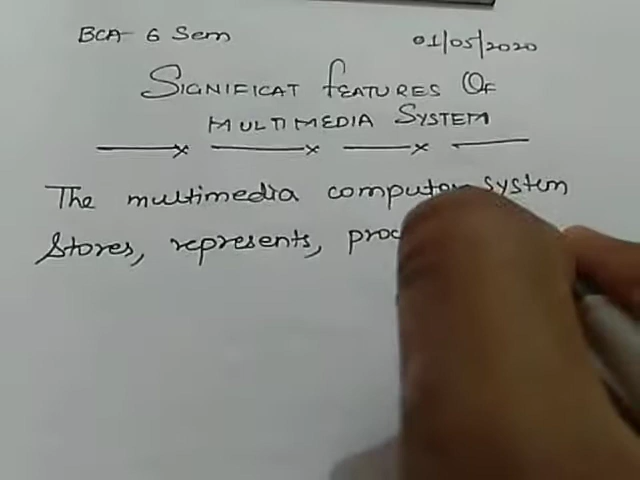 BCA- 6 Sem
01/05/2020
SIGNIFICAT FEATURES OF
MULTIMEDIA SYSTEM
The multimedia computer system
Stores, represents,